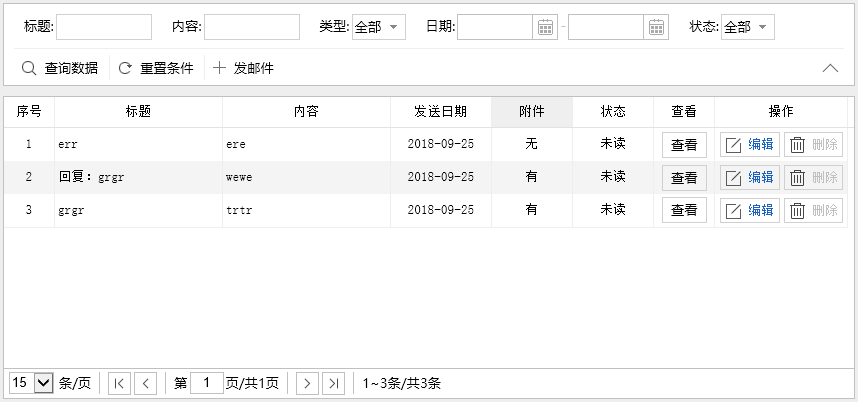 标题: 内容: 类型: 全部 日期: - 状态: 全部
查询数据 重置条件 发邮件
序号 标题 内容 发送日期 附件 状态 查看 操作
1 err ere 2018-09-25 无 未读 查看 编辑 删除
2 回复：grgr wewe 2018-09-25 有 未读 查看 编辑 删除
3 grgr trtr 2018-09-25 有 未读 查看 编辑 删除
15 条/页 第 1 页/共1页 1~3条/共3条